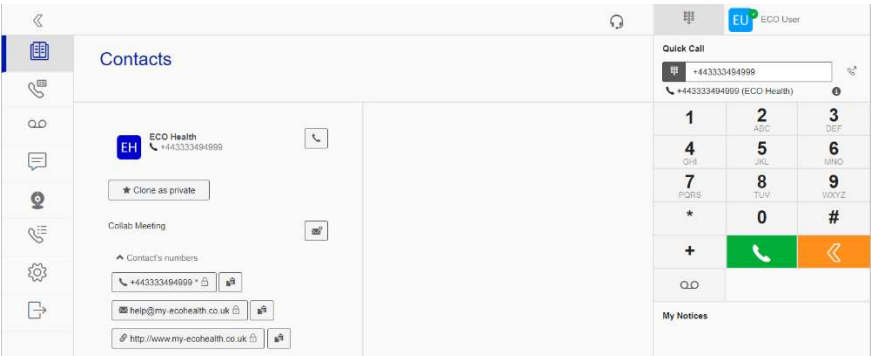 EU ECO User
Contacts
Quick Call
+443333494999
+443333494999 (ECO Health)
EH
ECO Health
+443333494999
Clone as private
Collab Meeting
Contact's numbers
+443333494999 *
help@my-ecohealth.co.uk
http://www.my-ecohealth.co.uk
1
2
3
ABC
DEF
4
5
6
GHI
JKL
MNO
7
8
9
PQRS
TUV
WXYZ
*
0
#
+
My Notices